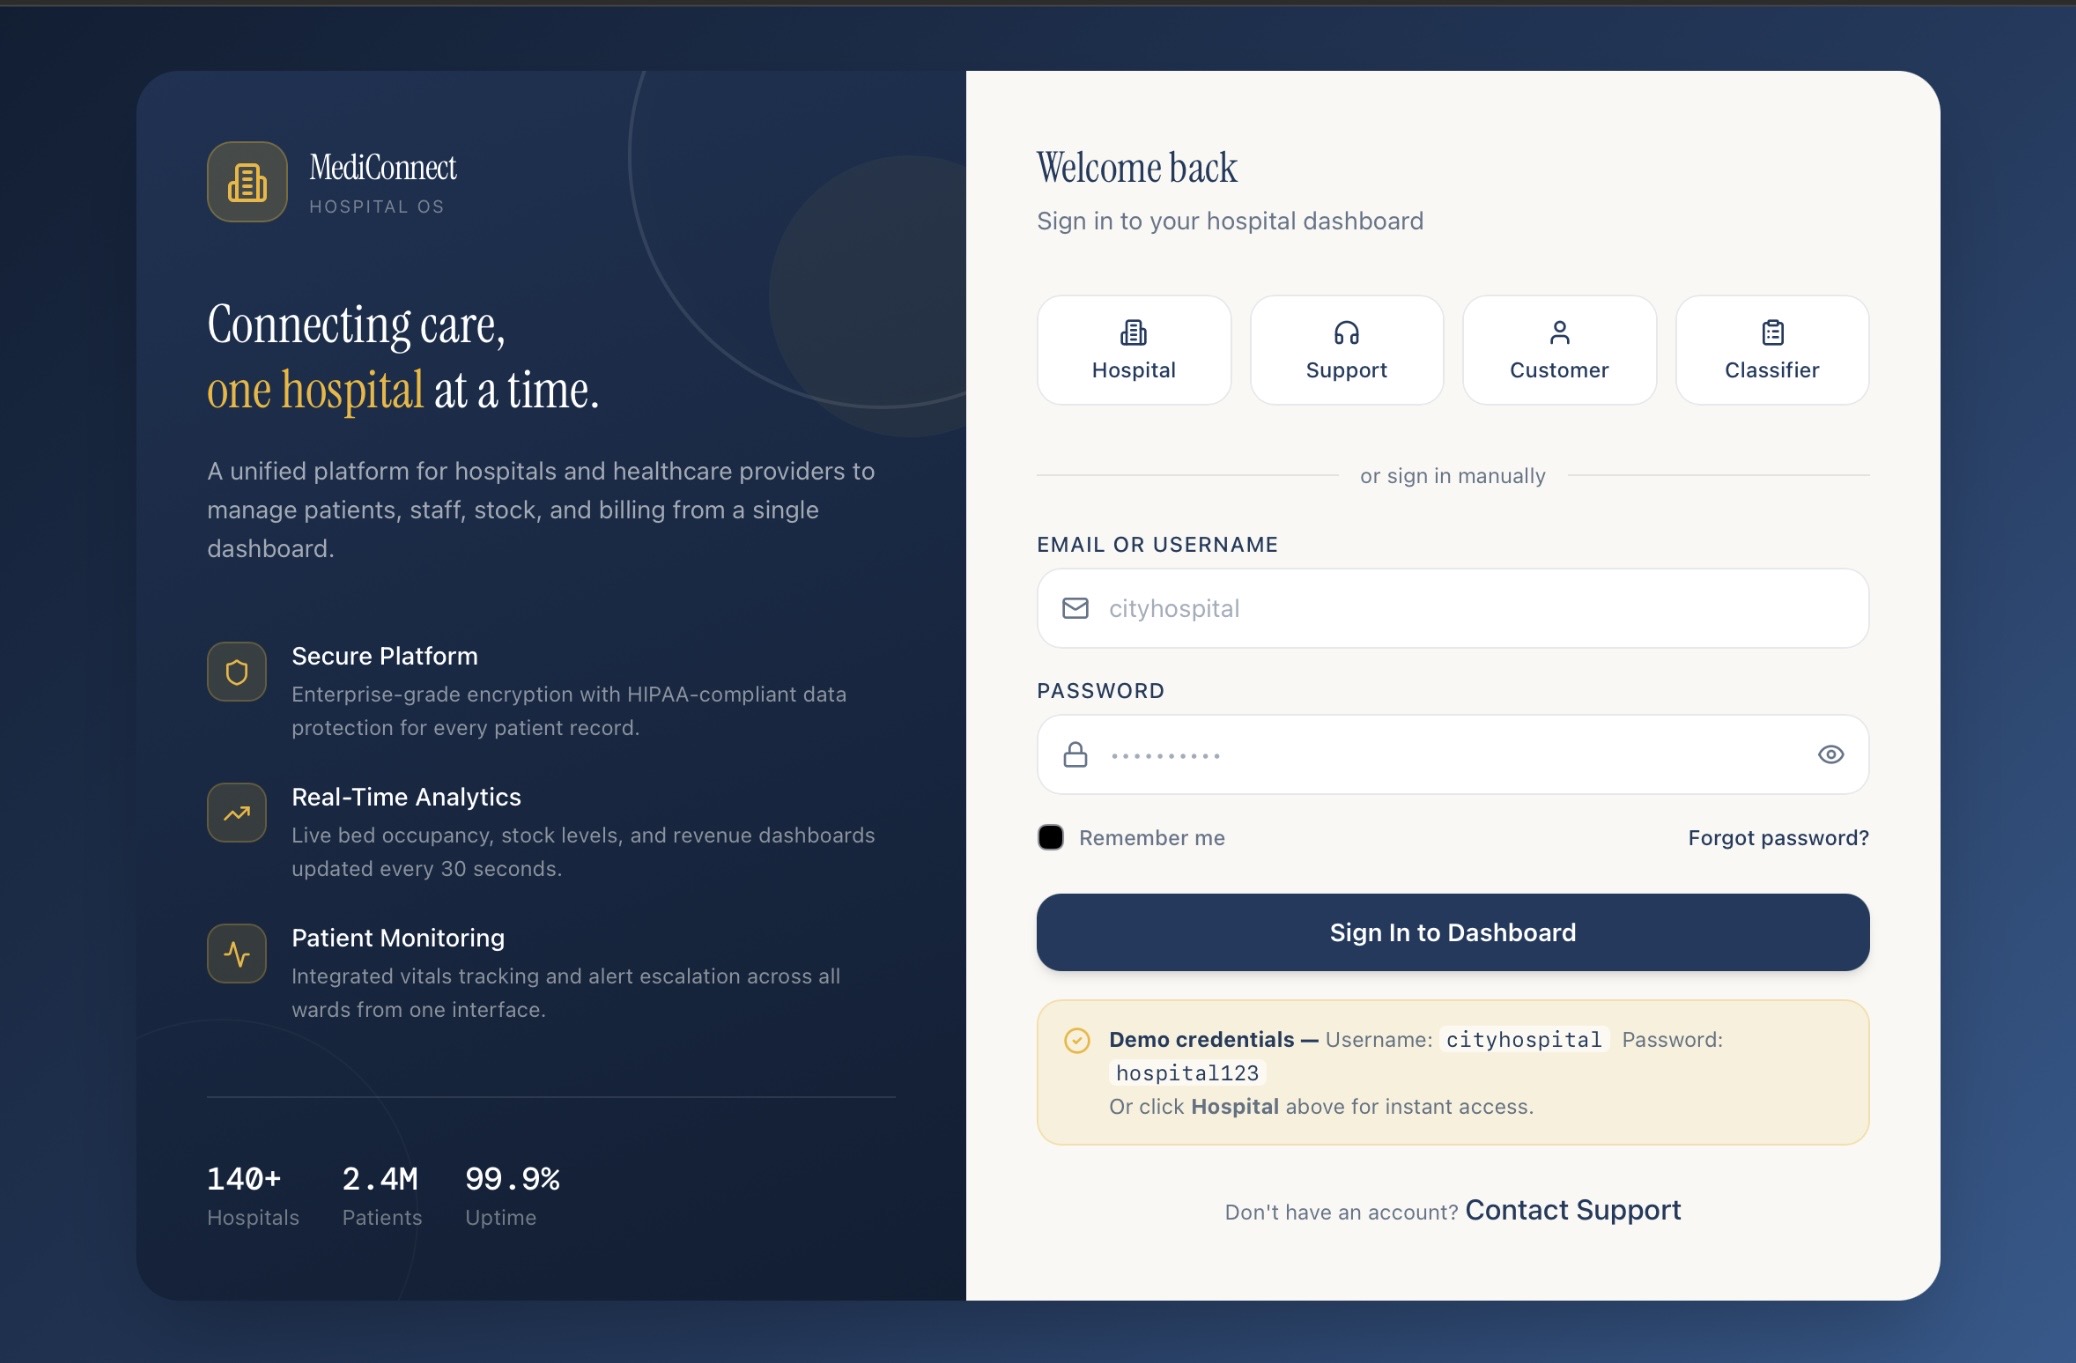 MediConnect
HOSPITAL OS
Connecting care,
one hospital at a time.
A unified platform for hospitals and healthcare providers to
manage patients, staff, stock, and billing from a single
dashboard.
Secure Platform
Enterprise-grade encryption with HIPAA-compliant data
protection for every patient record.
Real-Time Analytics
Live bed occupancy, stock levels, and revenue dashboards
updated every 30 seconds.
Patient Monitoring
Integrated vitals tracking and alert escalation across all
wards from one interface.
140+ 2.4M 99.9%
Hospitals Patients Uptime
Welcome back
Sign in to your hospital dashboard
Hospital Support Customer Classifier
or sign in manually
EMAIL OR USERNAME
cityhospital
PASSWORD
••••••••••
Remember me Forgot password?
Sign In to Dashboard
Demo credentials — Username: cityhospital Password:
hospital123
Or click Hospital above for instant access.
Don't have an account? Contact Support